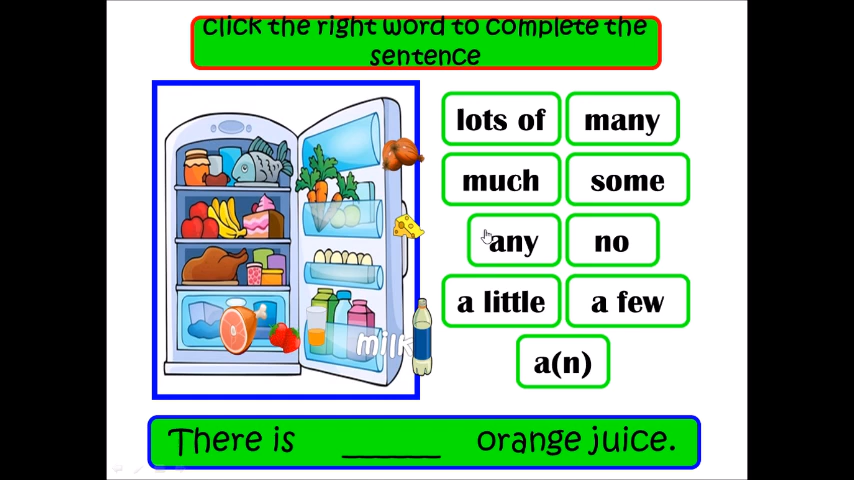 click the right word to complete the
sentence
lots of
many
much
some
any
no
a little
a few
a(n)
milk
There is ______ orange juice.